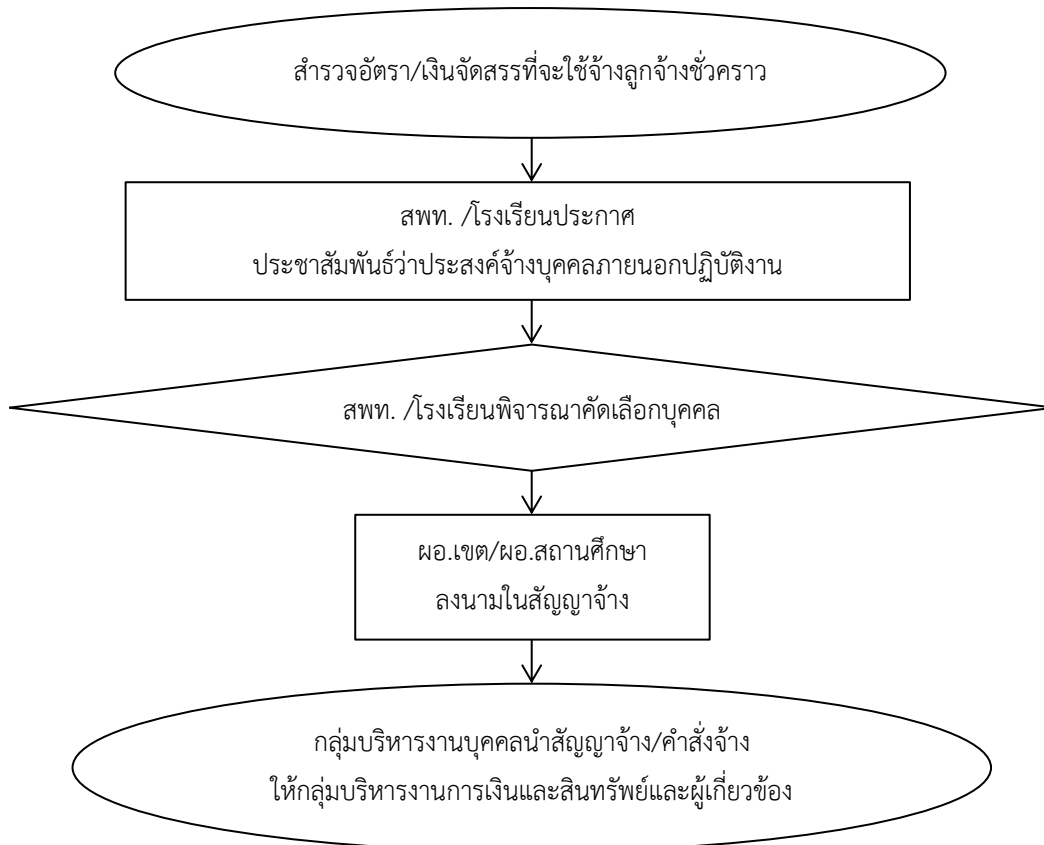 สำรวจอัตรา/เงินจัดสรรที่จะใช้จ้างลูกจ้างชั่วคราว
สพท. /โรงเรียนประกาศ
ประชาสัมพันธ์ว่าประสงค์จ้างบุคคลภายนอกปฏิบัติงาน
สพท. /โรงเรียนพิจารณาคัดเลือกบุคคล
ผอ.เขต/ผอ.สถานศึกษา
ลงนามในสัญญาจ้าง
กลุ่มบริหารงานบุคคลนำสัญญาจ้าง/คำสั่งจ้าง
ให้กลุ่มบริหารงานการเงินและสินทรัพย์และผู้เกี่ยวข้อง